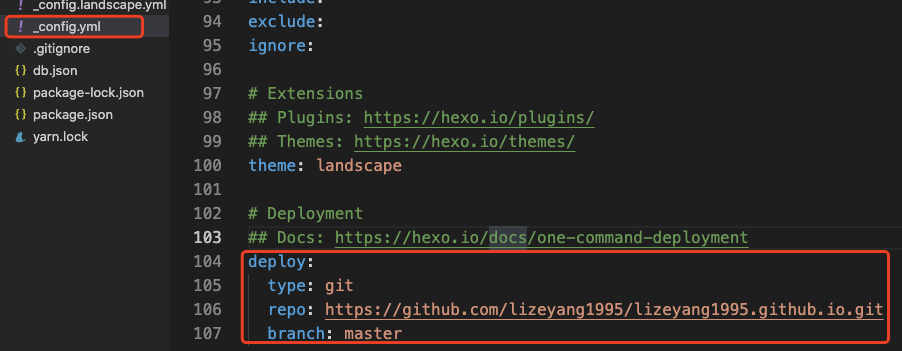 ! _config.landscape.yml
! _config.yml
.gitignore
{} db.json
{} package-lock.json
{} package.json
yarn.lock
93 include:
94 exclude:
95 ignore:
96
97 # Extensions
98 ## Plugins: https://hexo.io/plugins/
99 ## Themes: https://hexo.io/themes/
100 theme: landscape
101
102 # Deployment
103 ## Docs: https://hexo.io/docs/one-command-deployment
104 deploy:
105   type: git
106   repo: https://github.com/lizeyang1995/lizeyang1995.github.io.git
107   branch: master